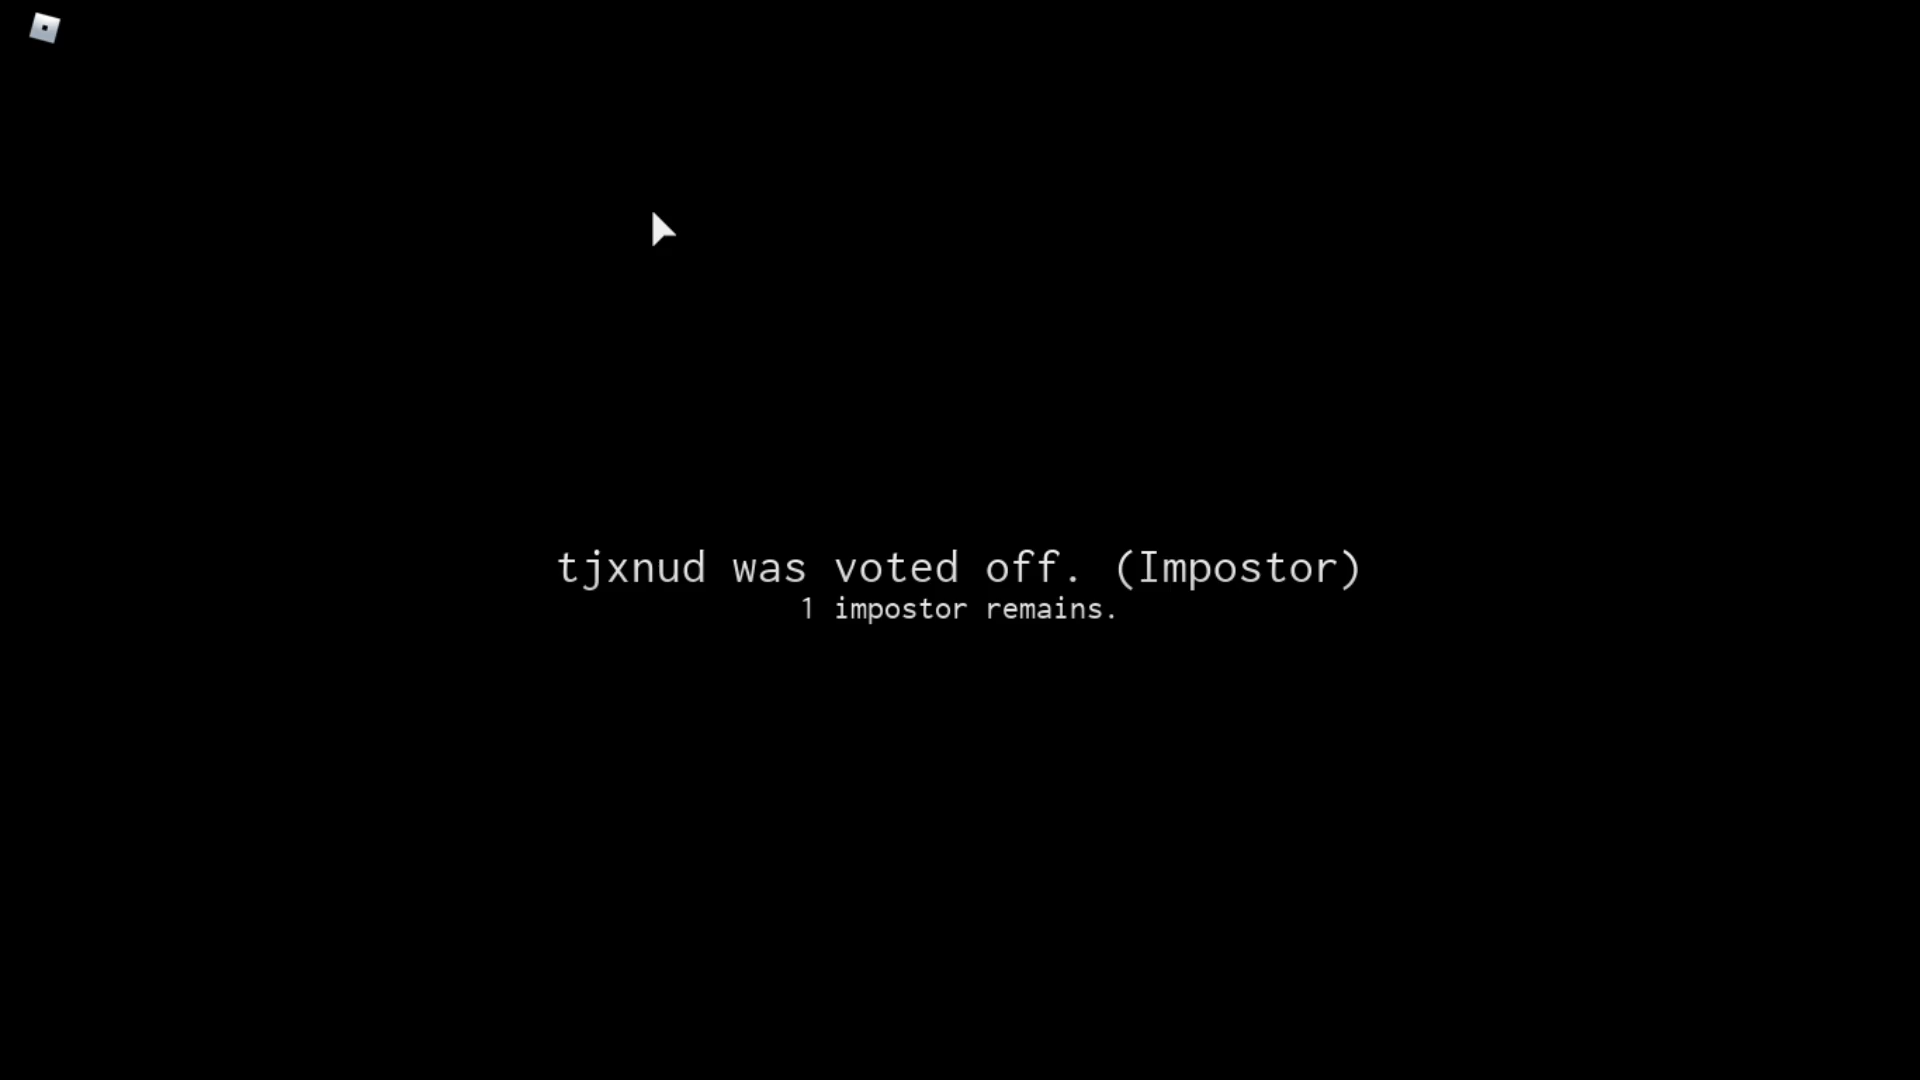 tjxnud was voted off. (Impostor)
1 impostor remains.